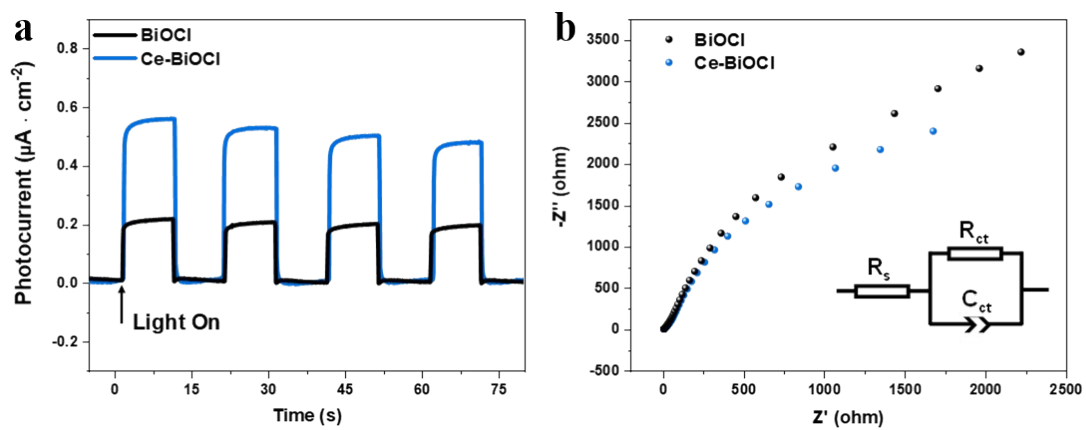 a
BiOCl
Ce-BiOCl
0.8
0.6
0.4
0.2
0.0
-0.2
Photocurrent (μA · cm-2)
Light On
0 15 30 45 60 75
Time (s)
b
BiOCl
Ce-BiOCl
3500
3000
2500
2000
1500
1000
500
0
-500
-Z'' (ohm)
Rct
Rs
Cct
0 500 1000 1500 2000 2500
Z' (ohm)